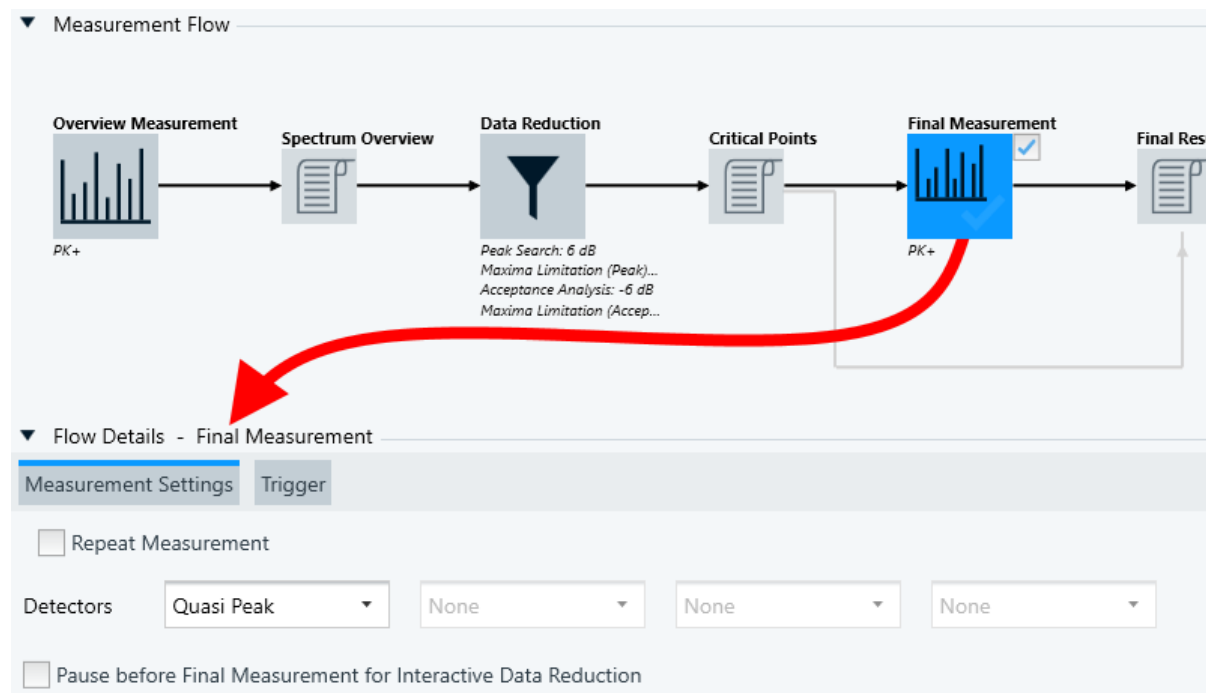 Measurement Flow
Overview Measurement
Spectrum Overview
Data Reduction
Critical Points
Final Measurement
Final Res
PK+
Peak Search: 6 dB
Maxima Limitation (Peak)...
Acceptance Analysis: -6 dB
Maxima Limitation (Accep...
PK+
Flow Details - Final Measurement
Measurement Settings Trigger
Repeat Measurement
Detectors Quasi Peak None None None
Pause before Final Measurement for Interactive Data Reduction